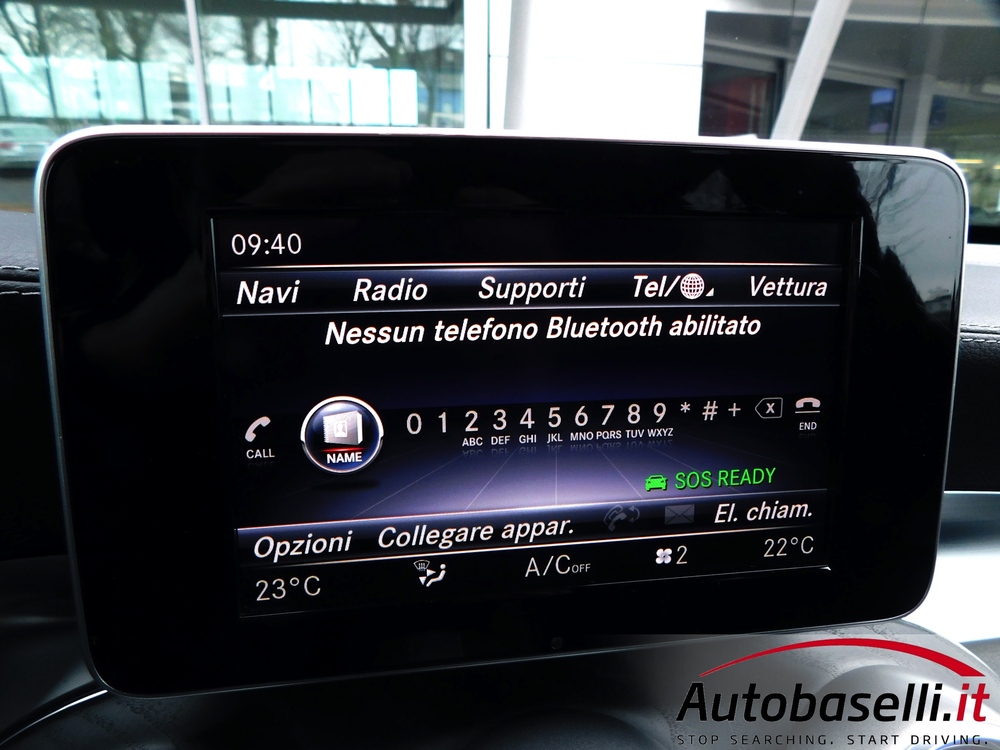 09:40
Navi Radio Supporti Tel/ Vettura
Nessun telefono Bluetooth abilitato
0 1 2 3 4 5 6 7 8 9 * # + x
ABC DEF GHI JKL MNO PQRS TUV WXYZ
CALL NAME END
SOS READY
Opzioni Collegare appar. El. chiam.
23°C A/C OFF 2 22°C
Autobaselli.it
STOP SEARCHING. START DRIVING.